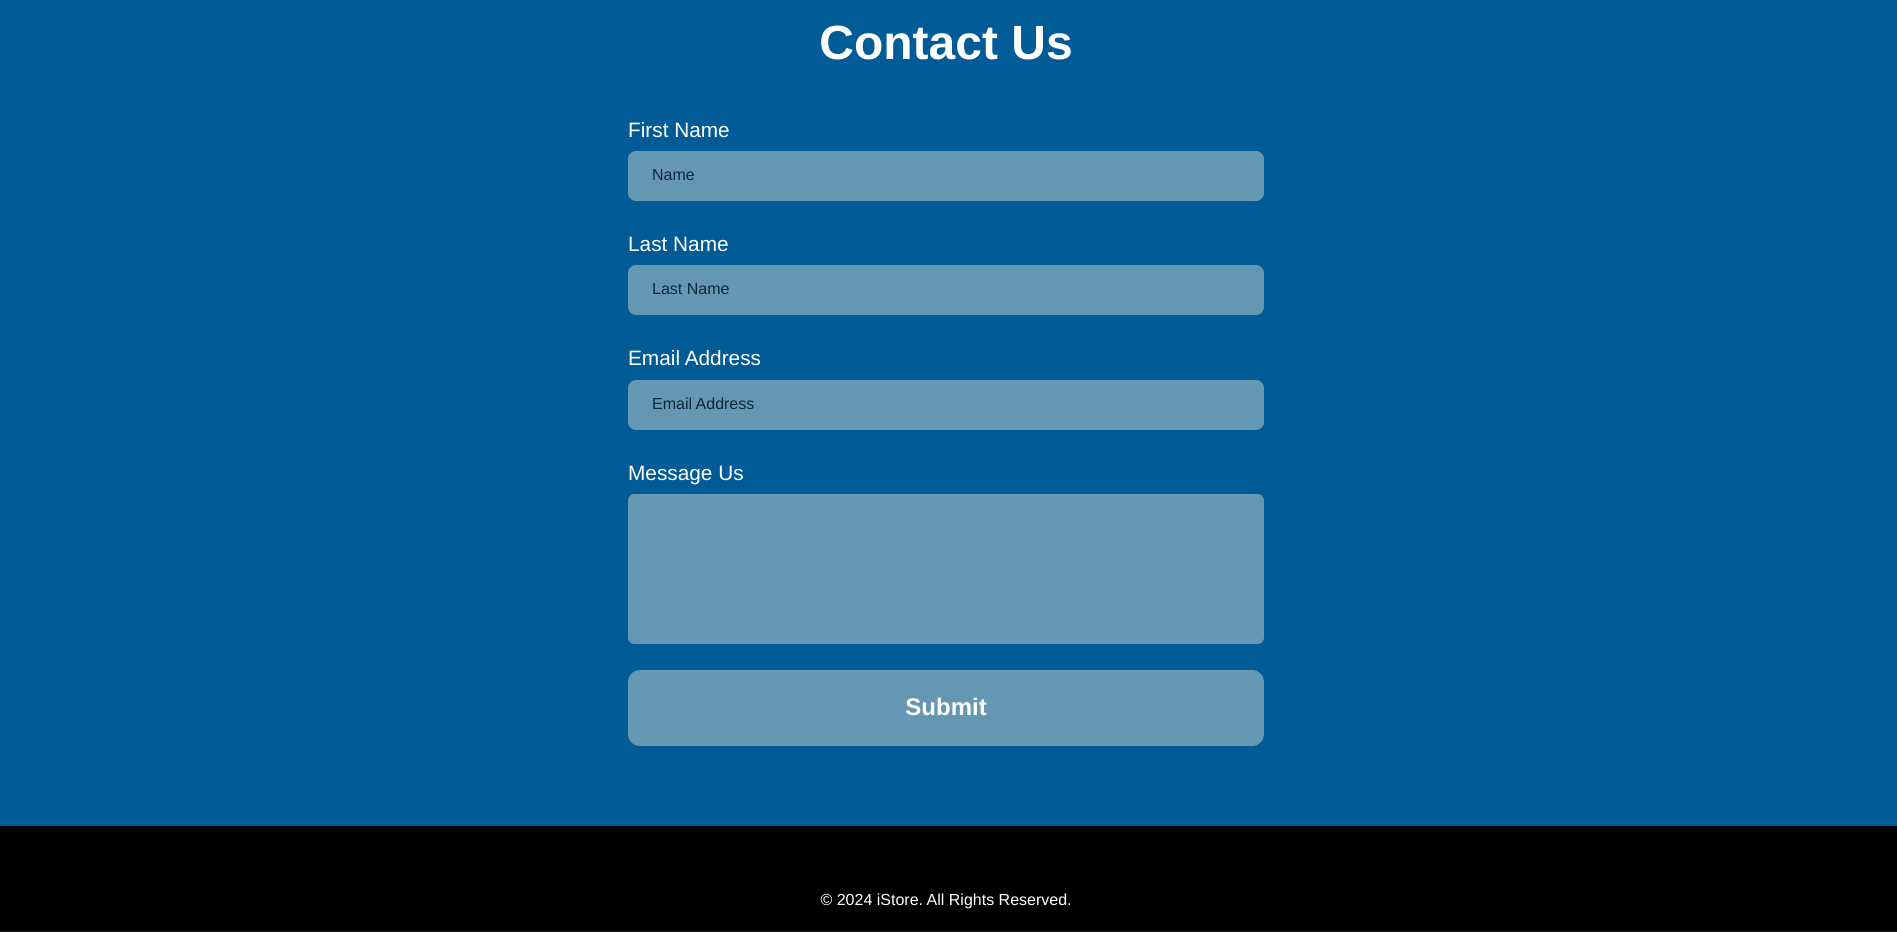 Contact Us
First Name
Name
Last Name
Last Name
Email Address
Email Address
Message Us
Submit
© 2024 iStore. All Rights Reserved.